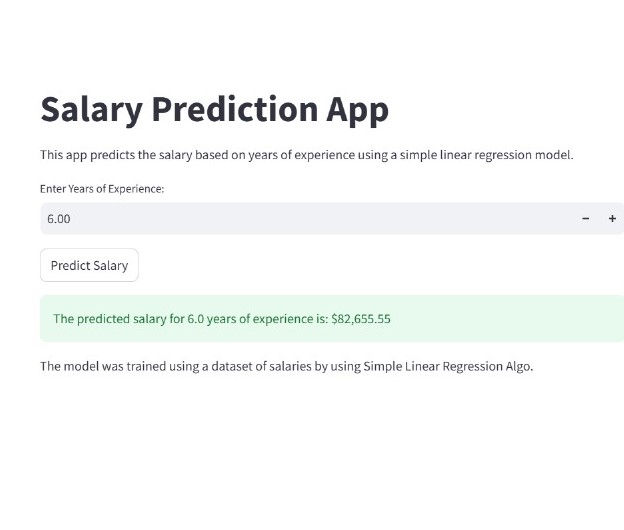 Salary Prediction App
This app predicts the salary based on years of experience using a simple linear regression model.
Enter Years of Experience:
6.00 − +
Predict Salary
The predicted salary for 6.0 years of experience is: $82,655.55
The model was trained using a dataset of salaries by using Simple Linear Regression Algo.